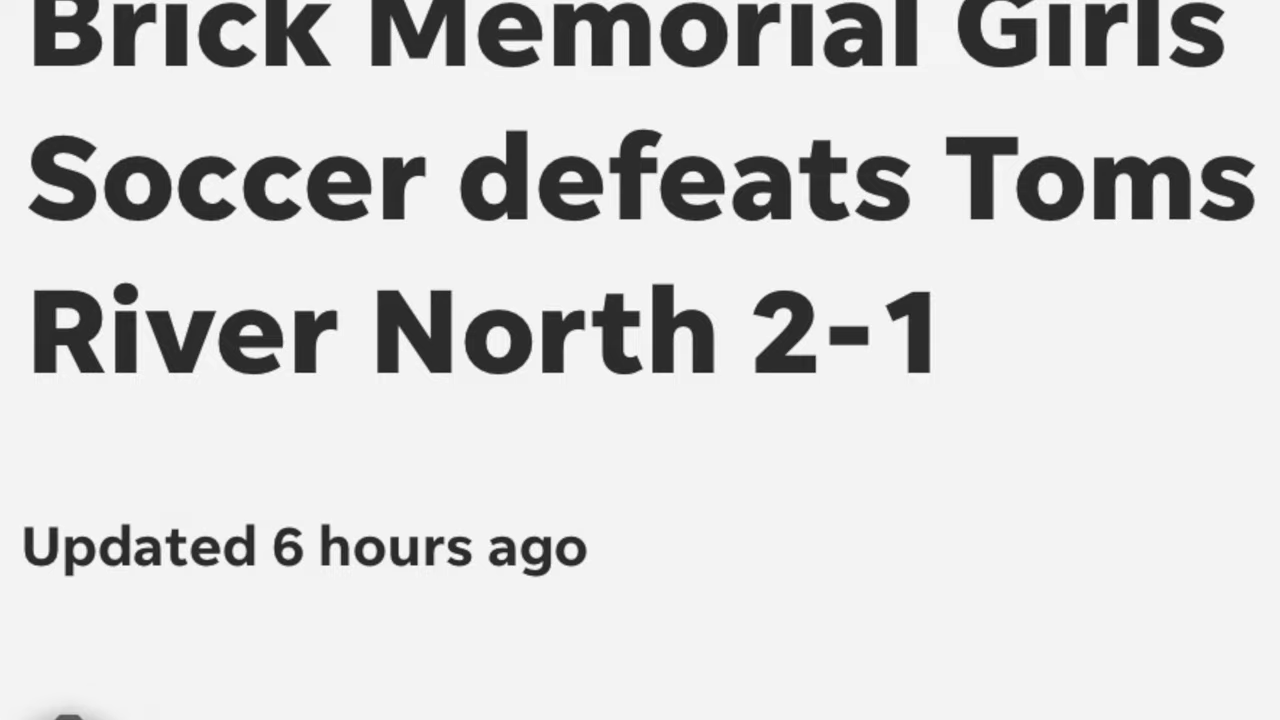 Brick Memorial Girls
Soccer defeats Toms
River North 2-1
Updated 6 hours ago